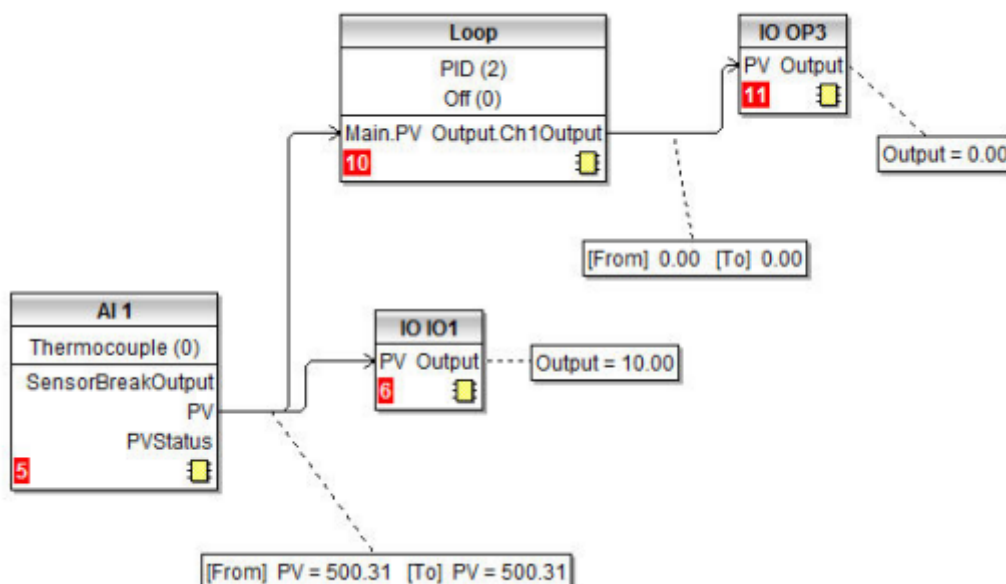 Loop
PID (2)
Off (0)
Main.PV Output.Ch1Output
10
IO OP3
PV Output
11
Output = 0.00
[From] 0.00 [To] 0.00
AI 1
Thermocouple (0)
SensorBreakOutput
PV
PVStatus
5
IO IO1
PV Output
6
Output = 10.00
[From] PV = 500.31 [To] PV = 500.31